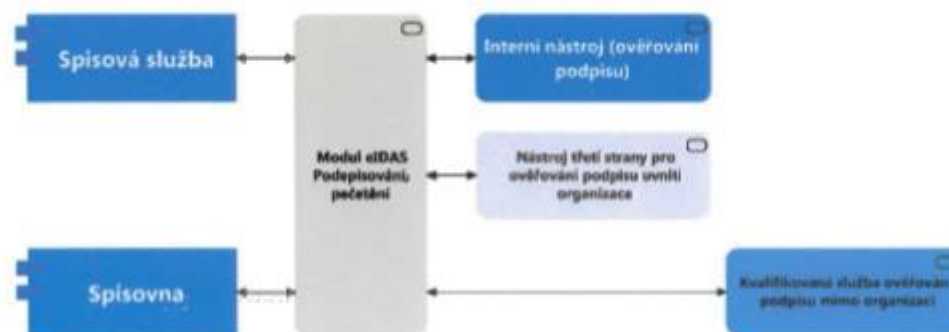 Spisová služba
Interní nástroj (ověřování
podpisu)
Modul eIDAS
Podepisování,
pečetění
Nástroj třetí strany pro
ověřování podpisu uvnitř
organizace
Spisovna
Kvalifikovaná služba ověřování
podpisu mimo organizaci